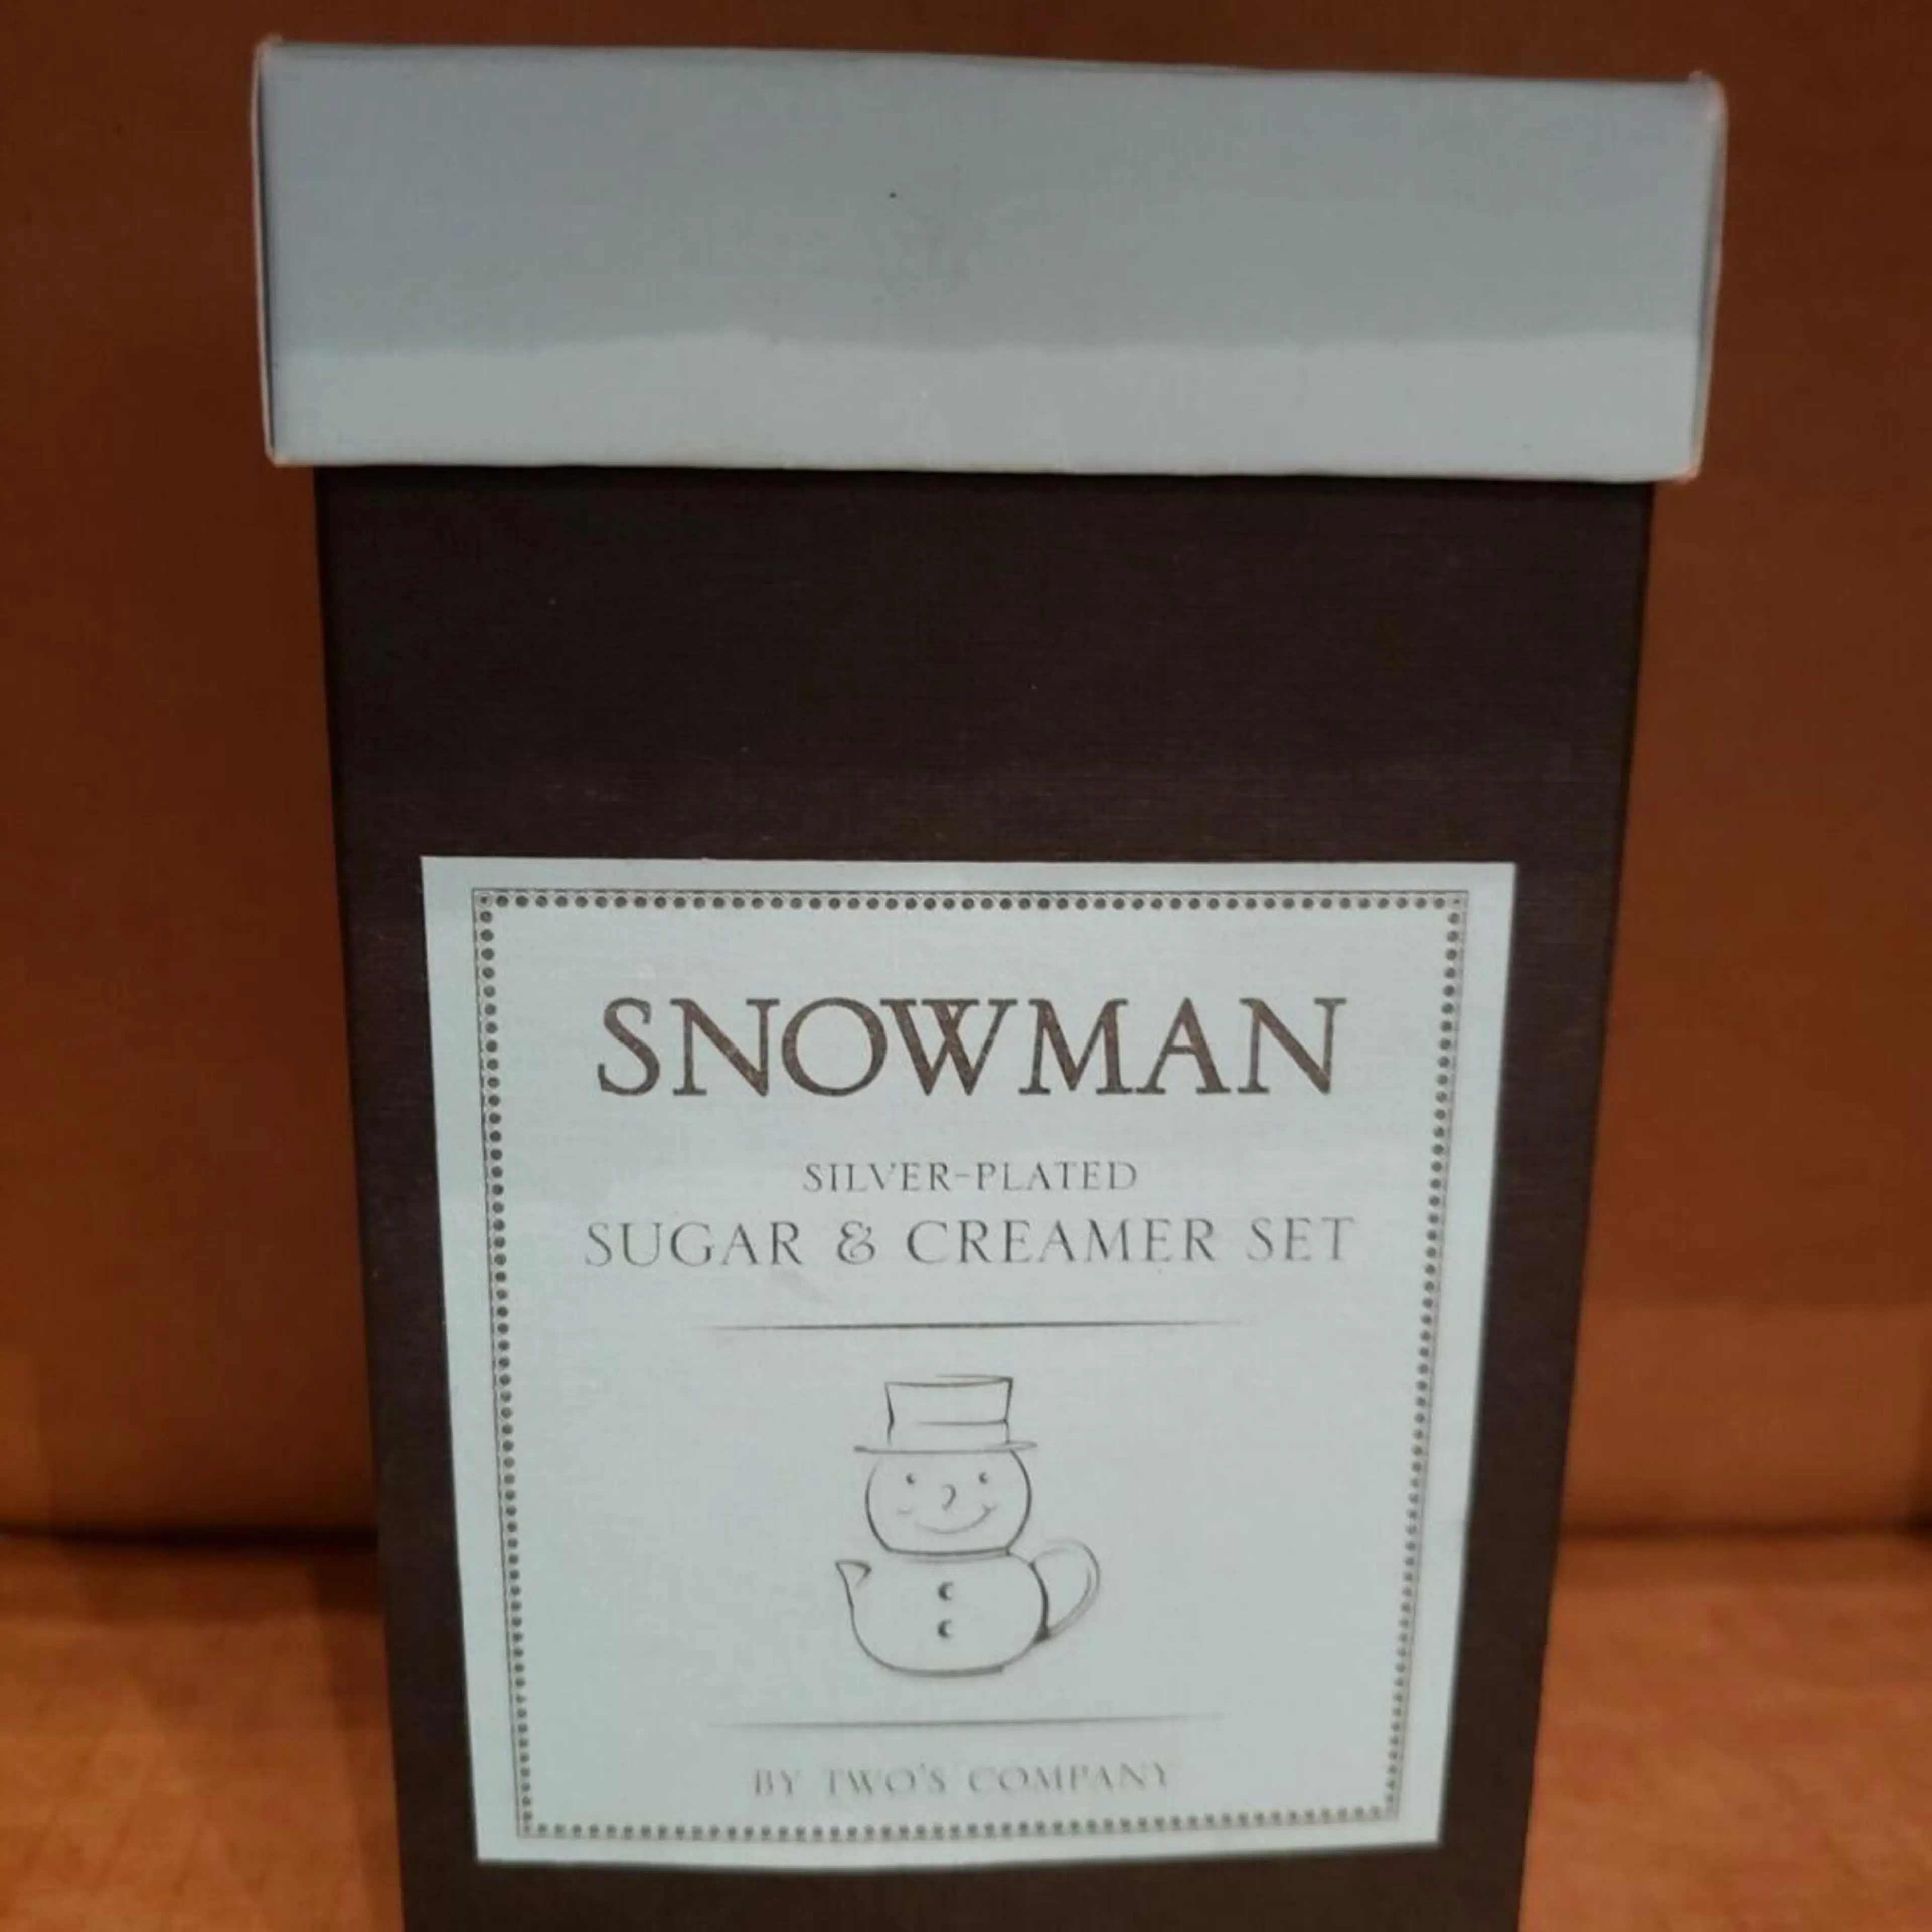 SNOWMAN
SILVER-PLATED
SUGAR & CREAMER SET
BY TWO'S COMPANY